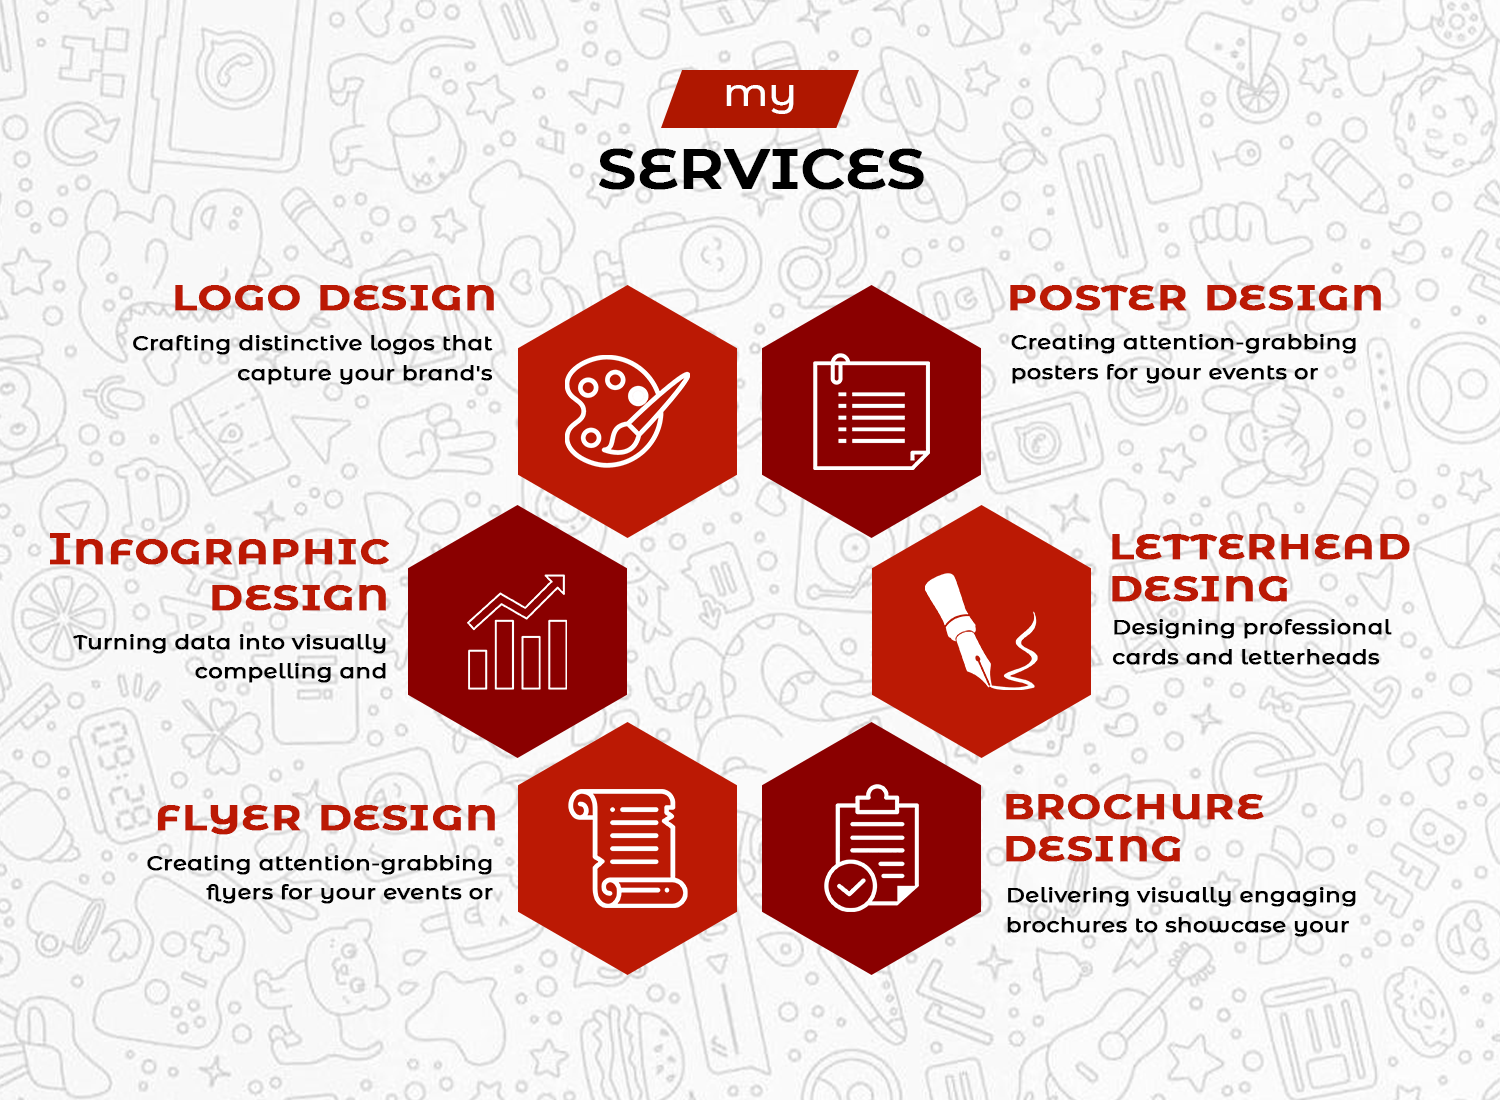 my
SERVICES
LOGO DESIGN
Crafting distinctive logos that
capture your brand's
POSTER DESIGN
Creating attention-grabbing
posters for your events or
INFOGRAPHIC
DESIGN
Turning data into visually
compelling and
LETTERHEAD
DESING
Designing professional
cards and letterheads
FLYER DESIGN
Creating attention-grabbing
flyers for your events or
BROCHURE
DESING
Delivering visually engaging
brochures to showcase your
08:28